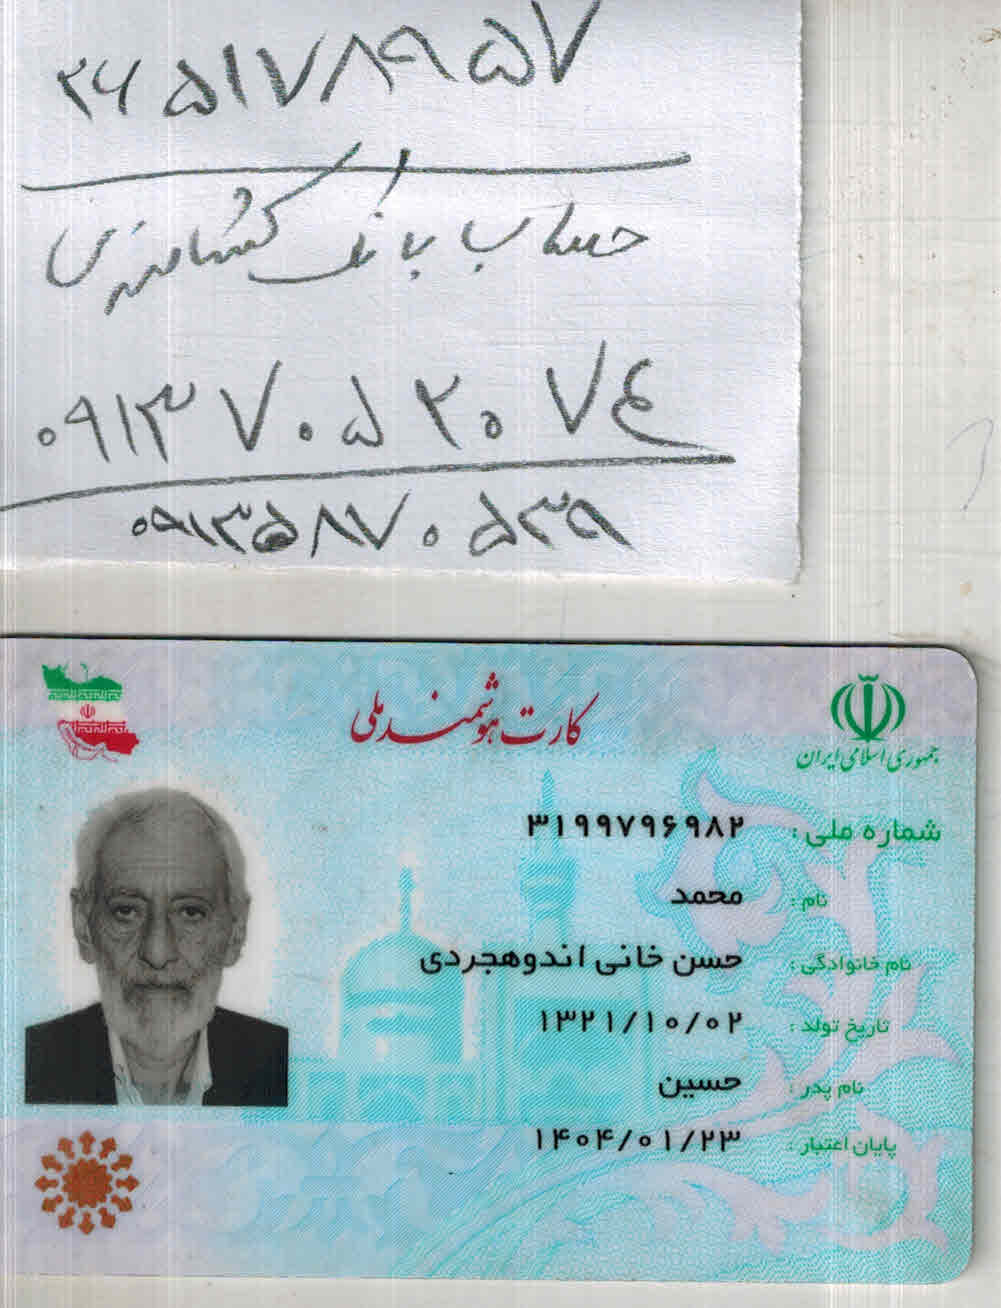 ۲۶۵۱۷۸۹۵۷
حساب بانک کشاورزی
۰۹۱۳۷۰۵۲۰۷۴
۰۹۱۳۵۸۷۰۵۳۹
کارت هوشمند ملی
جمهوری اسلامی ایران
شماره ملی: ۳۱۹۹۷۹۶۹۸۲
نام: محمد
نام خانوادگی: حسن خانی اندوهجردی
تاریخ تولد: ۱۳۲۱/۱۰/۰۲
نام پدر: حسین
پایان اعتبار: ۱۴۰۴/۰۱/۲۳